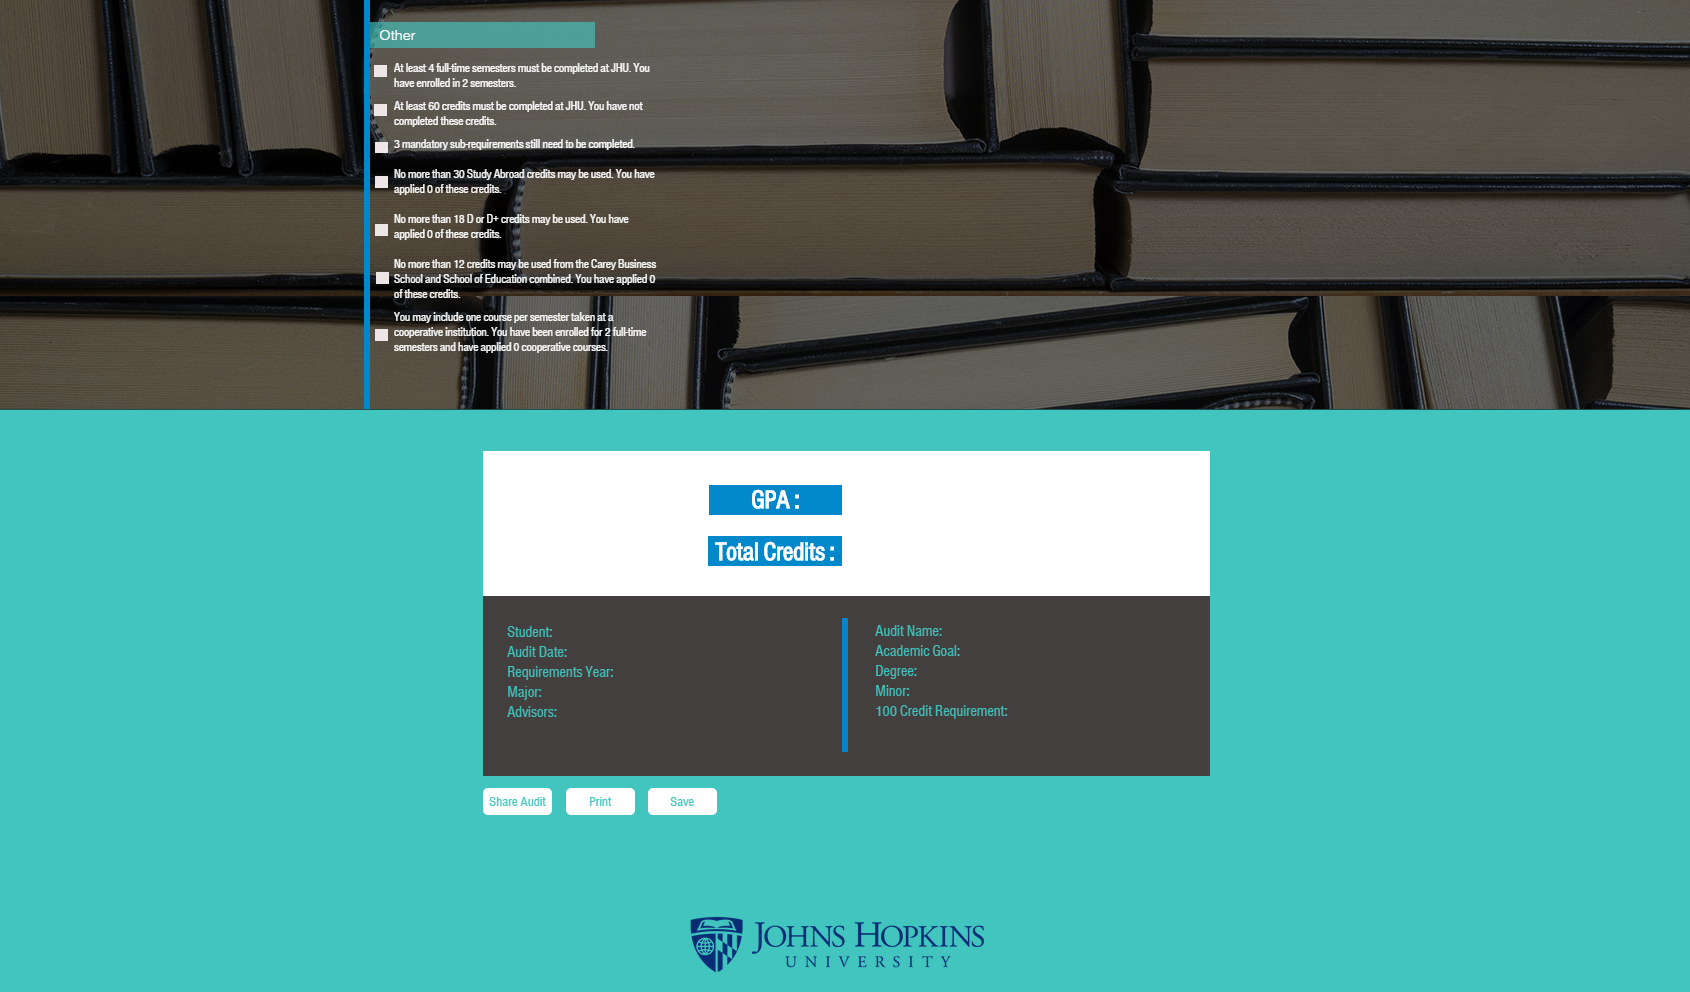 Other
At least 4 full-time semesters must be completed at JHU. You
have enrolled in 2 semesters.
At least 60 credits must be completed at JHU. You have not
completed these credits.
3 mandatory sub-requirements still need to be completed.
No more than 30 Study Abroad credits may be used. You have
applied 0 of these credits.
No more than 18 D or D+ credits may be used. You have
applied 0 of these credits.
No more than 12 credits may be used from the Carey Business
School and School of Education combined. You have applied 0
of these credits.
You may include one course per semester taken at a
cooperative institution. You have been enrolled for 2 full-time
semesters and have applied 0 cooperative courses.
GPA :
Total Credits :
Student:
Audit Date:
Requirements Year:
Major:
Advisors:
Audit Name:
Academic Goal:
Degree:
Minor:
100 Credit Requirement:
Share Audit
Print
Save
JOHNS HOPKINS
UNIVERSITY